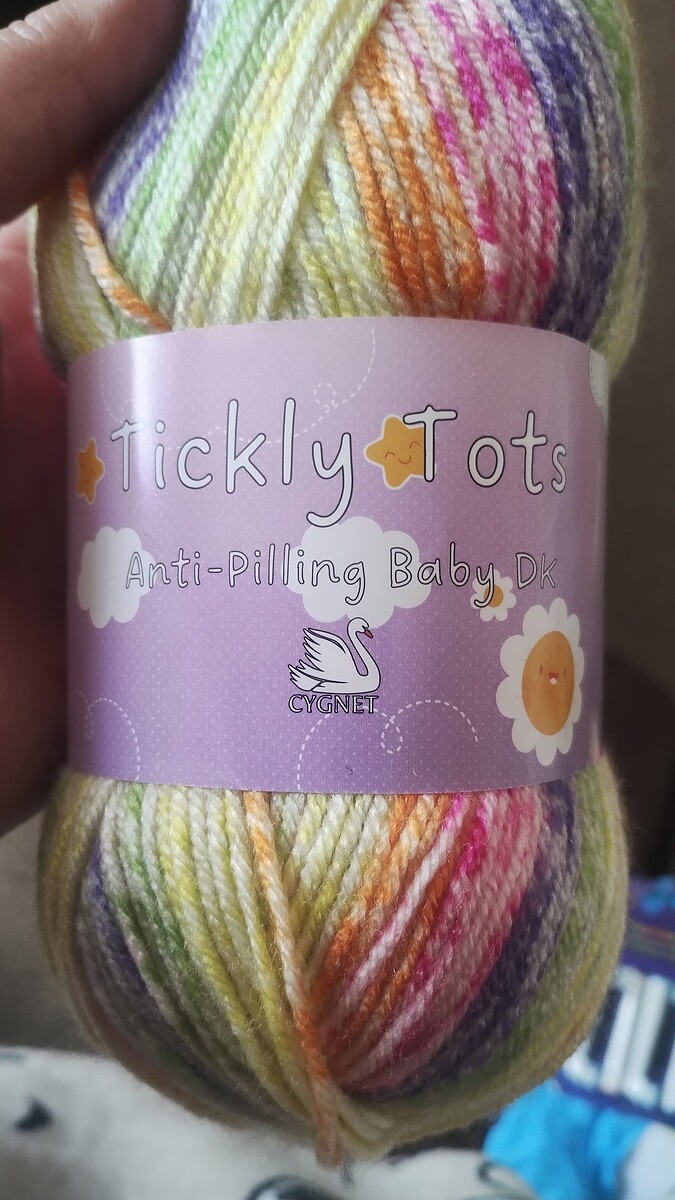 Tickly Tots
Anti-Pilling Baby DK
CYGNET